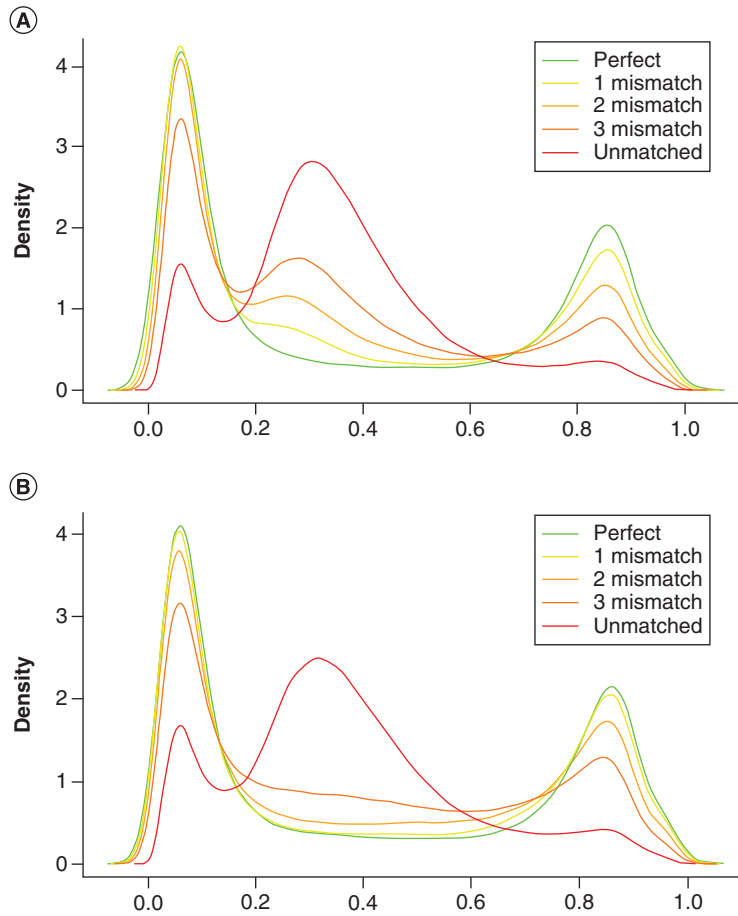 A
Density
4
3
2
1
0
0.0 0.2 0.4 0.6 0.8 1.0
Perfect
1 mismatch
2 mismatch
3 mismatch
Unmatched
B
Density
4
3
2
1
0
0.0 0.2 0.4 0.6 0.8 1.0
Perfect
1 mismatch
2 mismatch
3 mismatch
Unmatched